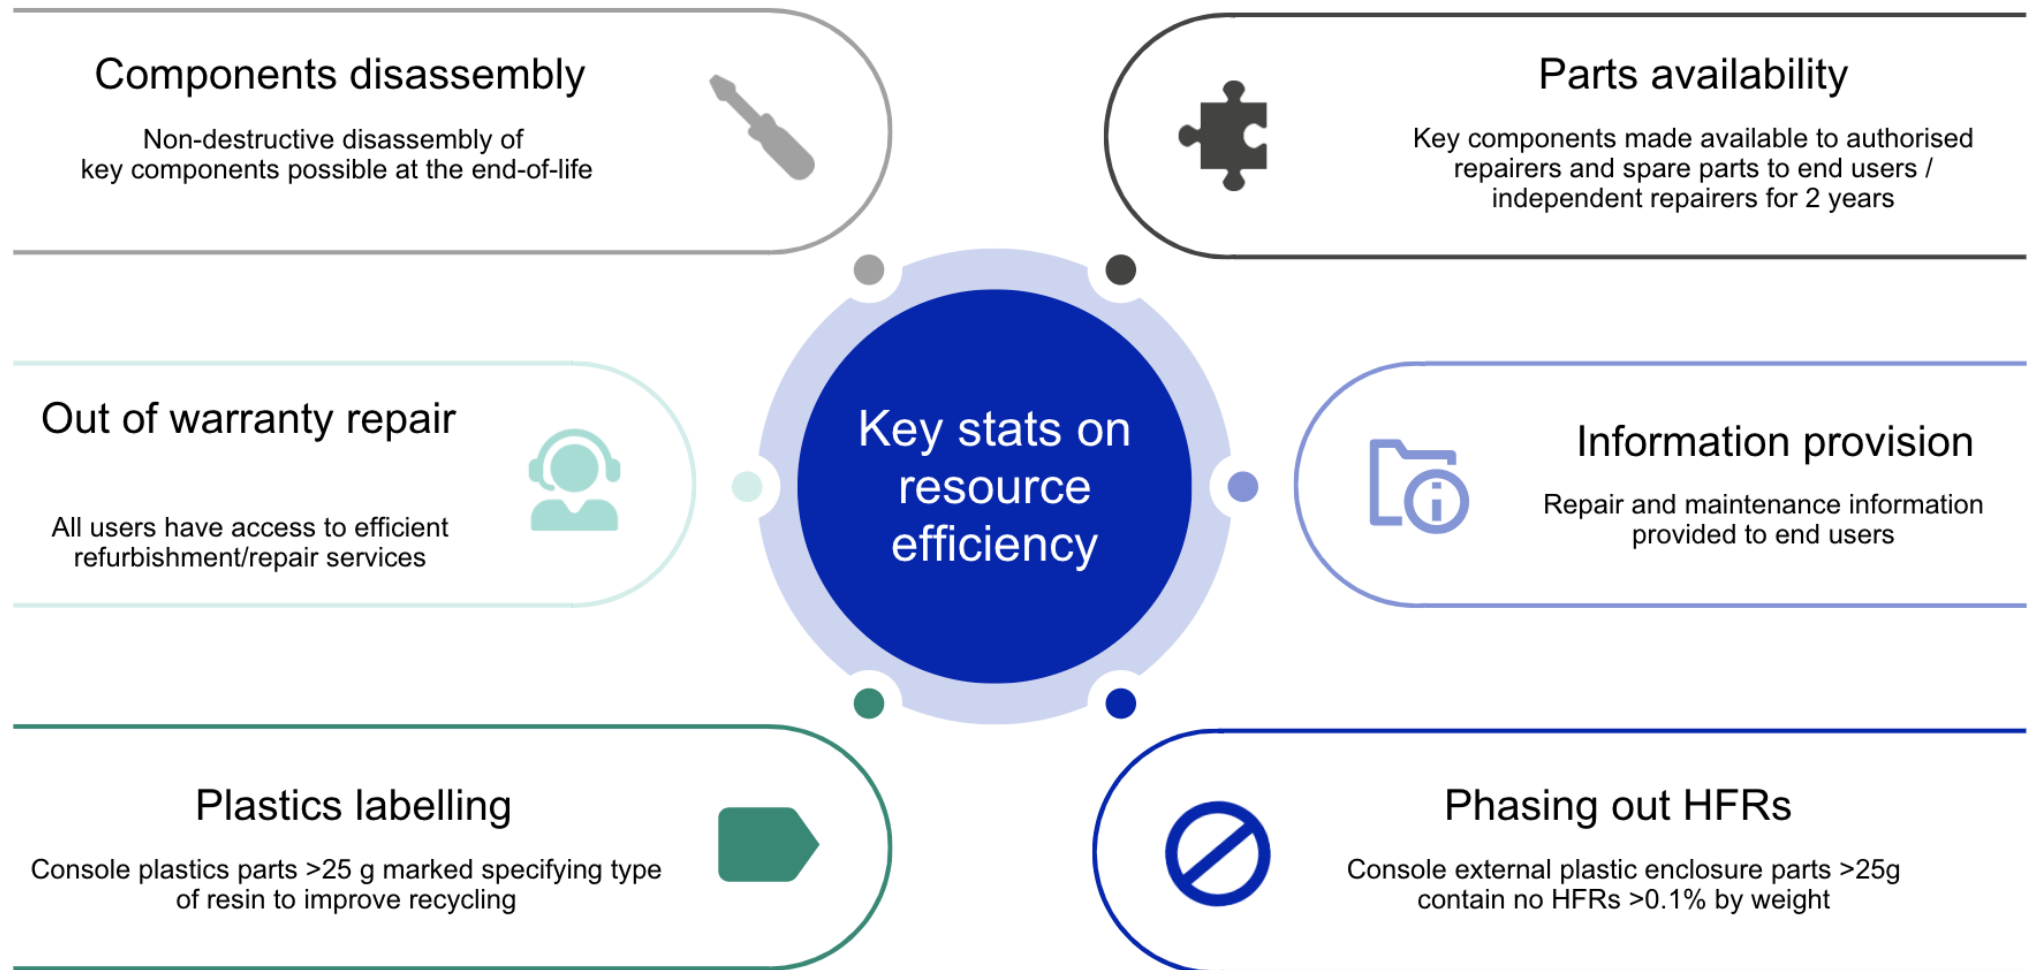 Components disassembly
Non-destructive disassembly of
key components possible at the end-of-life
Parts availability
Key components made available to authorised
repairers and spare parts to end users /
independent repairers for 2 years
Out of warranty repair
All users have access to efficient
refurbishment/repair services
Key stats on
resource
efficiency
Information provision
Repair and maintenance information
provided to end users
Plastics labelling
Console plastics parts >25 g marked specifying type
of resin to improve recycling
Phasing out HFRs
Console external plastic enclosure parts >25g
contain no HFRs >0.1% by weight